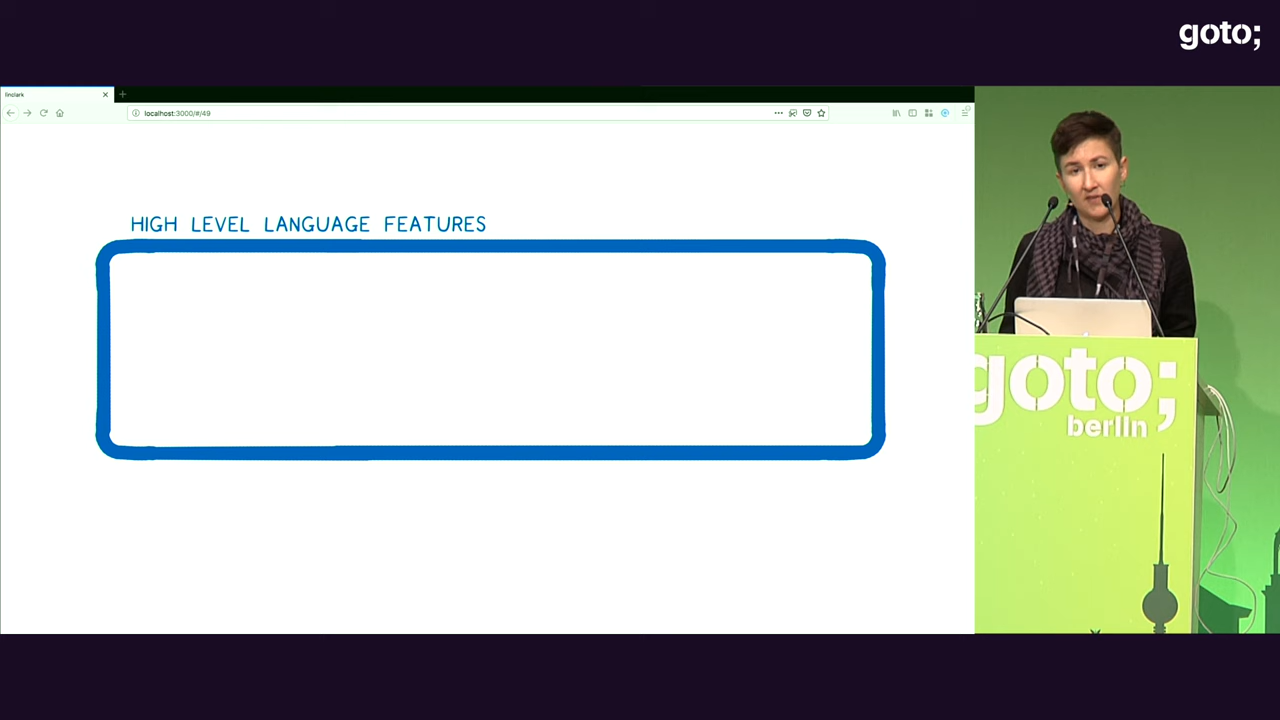 goto;
linclark
localhost:3000/#/49
HIGH LEVEL LANGUAGE FEATURES
goto;
berlin